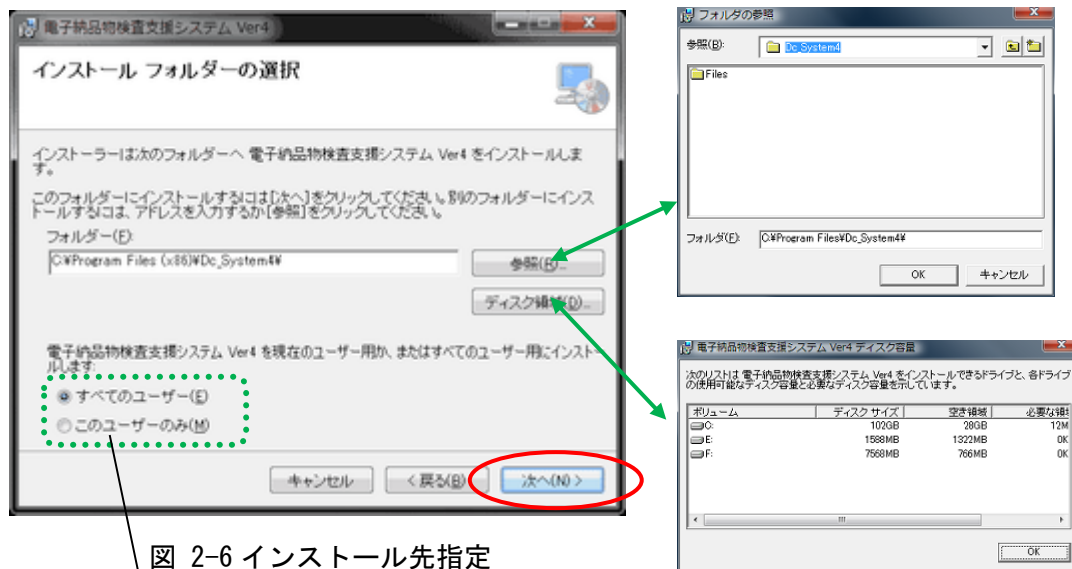 電子納品物検査支援システム Ver4
インストール フォルダーの選択
インストーラーは次のフォルダーへ 電子納品物検査支援システム Ver4 をインストールしま
す。
このフォルダーにインストールするには[次へ]をクリックしてください。別のフォルダーにインス
トールするには、アドレスを入力するか[参照]をクリックしてください。
フォルダー(F):
C:¥Program Files (x86)¥Dc_System4¥
参照(R)...
ディスク領域(D)...
電子納品物検査支援システム Ver4 を現在のユーザー用か、またはすべてのユーザー用にインストー
ルします:
すべてのユーザー(E)
このユーザーのみ(M)
キャンセル
< 戻る(B)
次へ(N) >
図 2-6 インストール先指定
フォルダの参照
参照(B):
Dc_System4
Files
フォルダ(F):
C:¥Program Files¥Dc_System4¥
OK
キャンセル
電子納品物検査支援システム Ver4 ディスク容量
次のリストは 電子納品物検査支援システム Ver4 をインストールできるドライブと、各ドライブ
の使用可能なディスク容量と必要なディスク容量を示しています。
ボリューム ディスク サイズ 空き領域 必要な領域
C: 102GB 28GB 12M
E: 1588MB 1322MB 0K
F: 7568MB 766MB 0K
OK